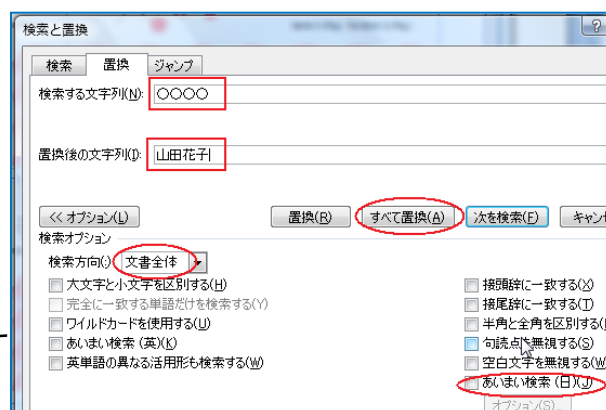 検索と置換
検索 置換 ジャンプ
検索する文字列(N): 〇〇〇〇
置換後の文字列(I): 山田花子
<< オプション(L) 置換(R) すべて置換(A) 次を検索(F) キャン
検索オプション
検索方向(:) 文書全体
大文字と小文字を区別する(H) 接頭辞に一致する(X)
完全に一致する単語だけを検索する(Y) 接尾辞に一致する(T)
ワイルドカードを使用する(U) 半角と全角を区別する(
あいまい検索 (英)(K) 句読点を無視する(S)
英単語の異なる活用形も検索する(W) 空白文字を無視する(W
あいまい検索 (日)(J)
オプション(S)...